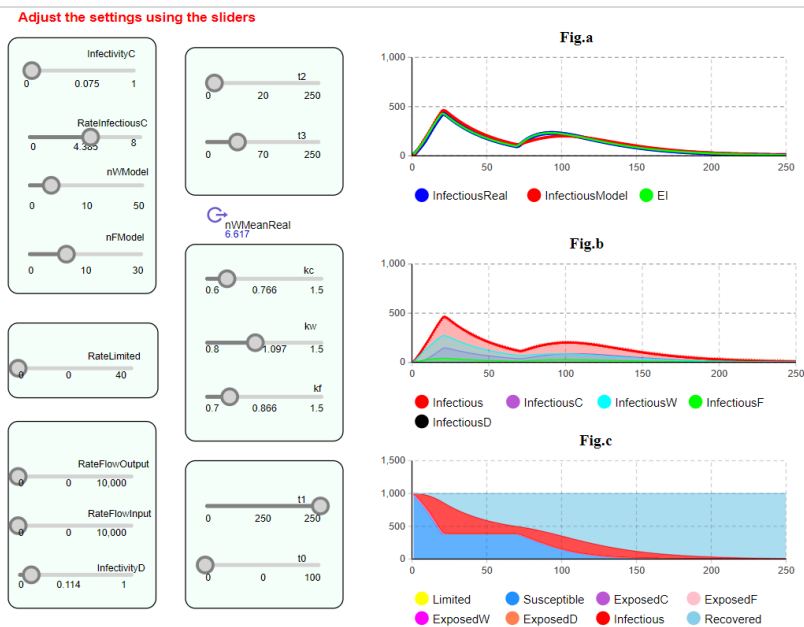 Adjust the settings using the sliders
InfectivityC
0 0.075 1
RateInfectiousC
0 4.385 8
nWModel
0 10 50
nFModel
0 10 30
RateLimited
0 0 40
RateFlowOutput
0 0 10,000
RateFlowInput
0 0 10,000
InfectivityD
0 0.114 1
t2
0 20 250
t3
0 70 250
nWMeanReal
6.617
kc
0.6 0.766 1.5
kw
0.8 1.097 1.5
kf
0.7 0.866 1.5
t1
0 250 250
t0
0 0 100
Fig.a
1,000
500
0
0 50 100 150 200 250
InfectiousReal InfectiousModel EI
Fig.b
1,000
500
0
0 50 100 150 200 250
Infectious InfectiousC InfectiousW InfectiousF
InfectiousD
Fig.c
1,500
1,000
500
0
0 50 100 150 200 250
Limited Susceptible ExposedC ExposedF
ExposedW ExposedD Infectious Recovered